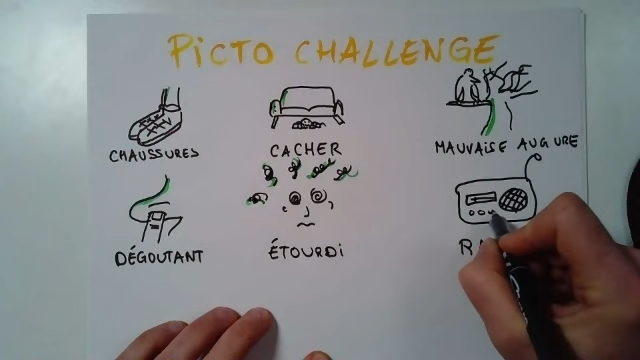 PICTO CHALLENGE
CHAUSSURES
CACHER
MAUVAISE AUGURE
DÉGOUTANT
ÉTOURDI